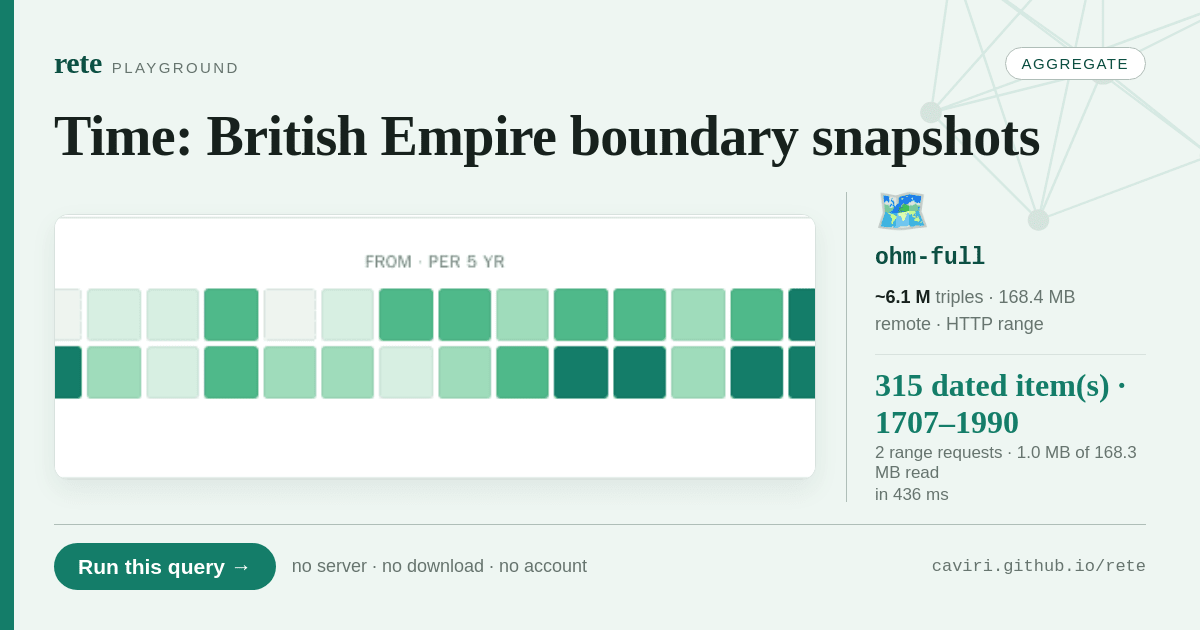 rete PLAYGROUND
AGGREGATE
Time: British Empire boundary snapshots
FROM · PER 5 YR
ohm-full
~6.1 M triples · 168.4 MB
remote · HTTP range
315 dated item(s) ·
1707–1990
2 range requests · 1.0 MB of 168.3
MB read
in 436 ms
Run this query →
no server · no download · no account
caviri.github.io/rete